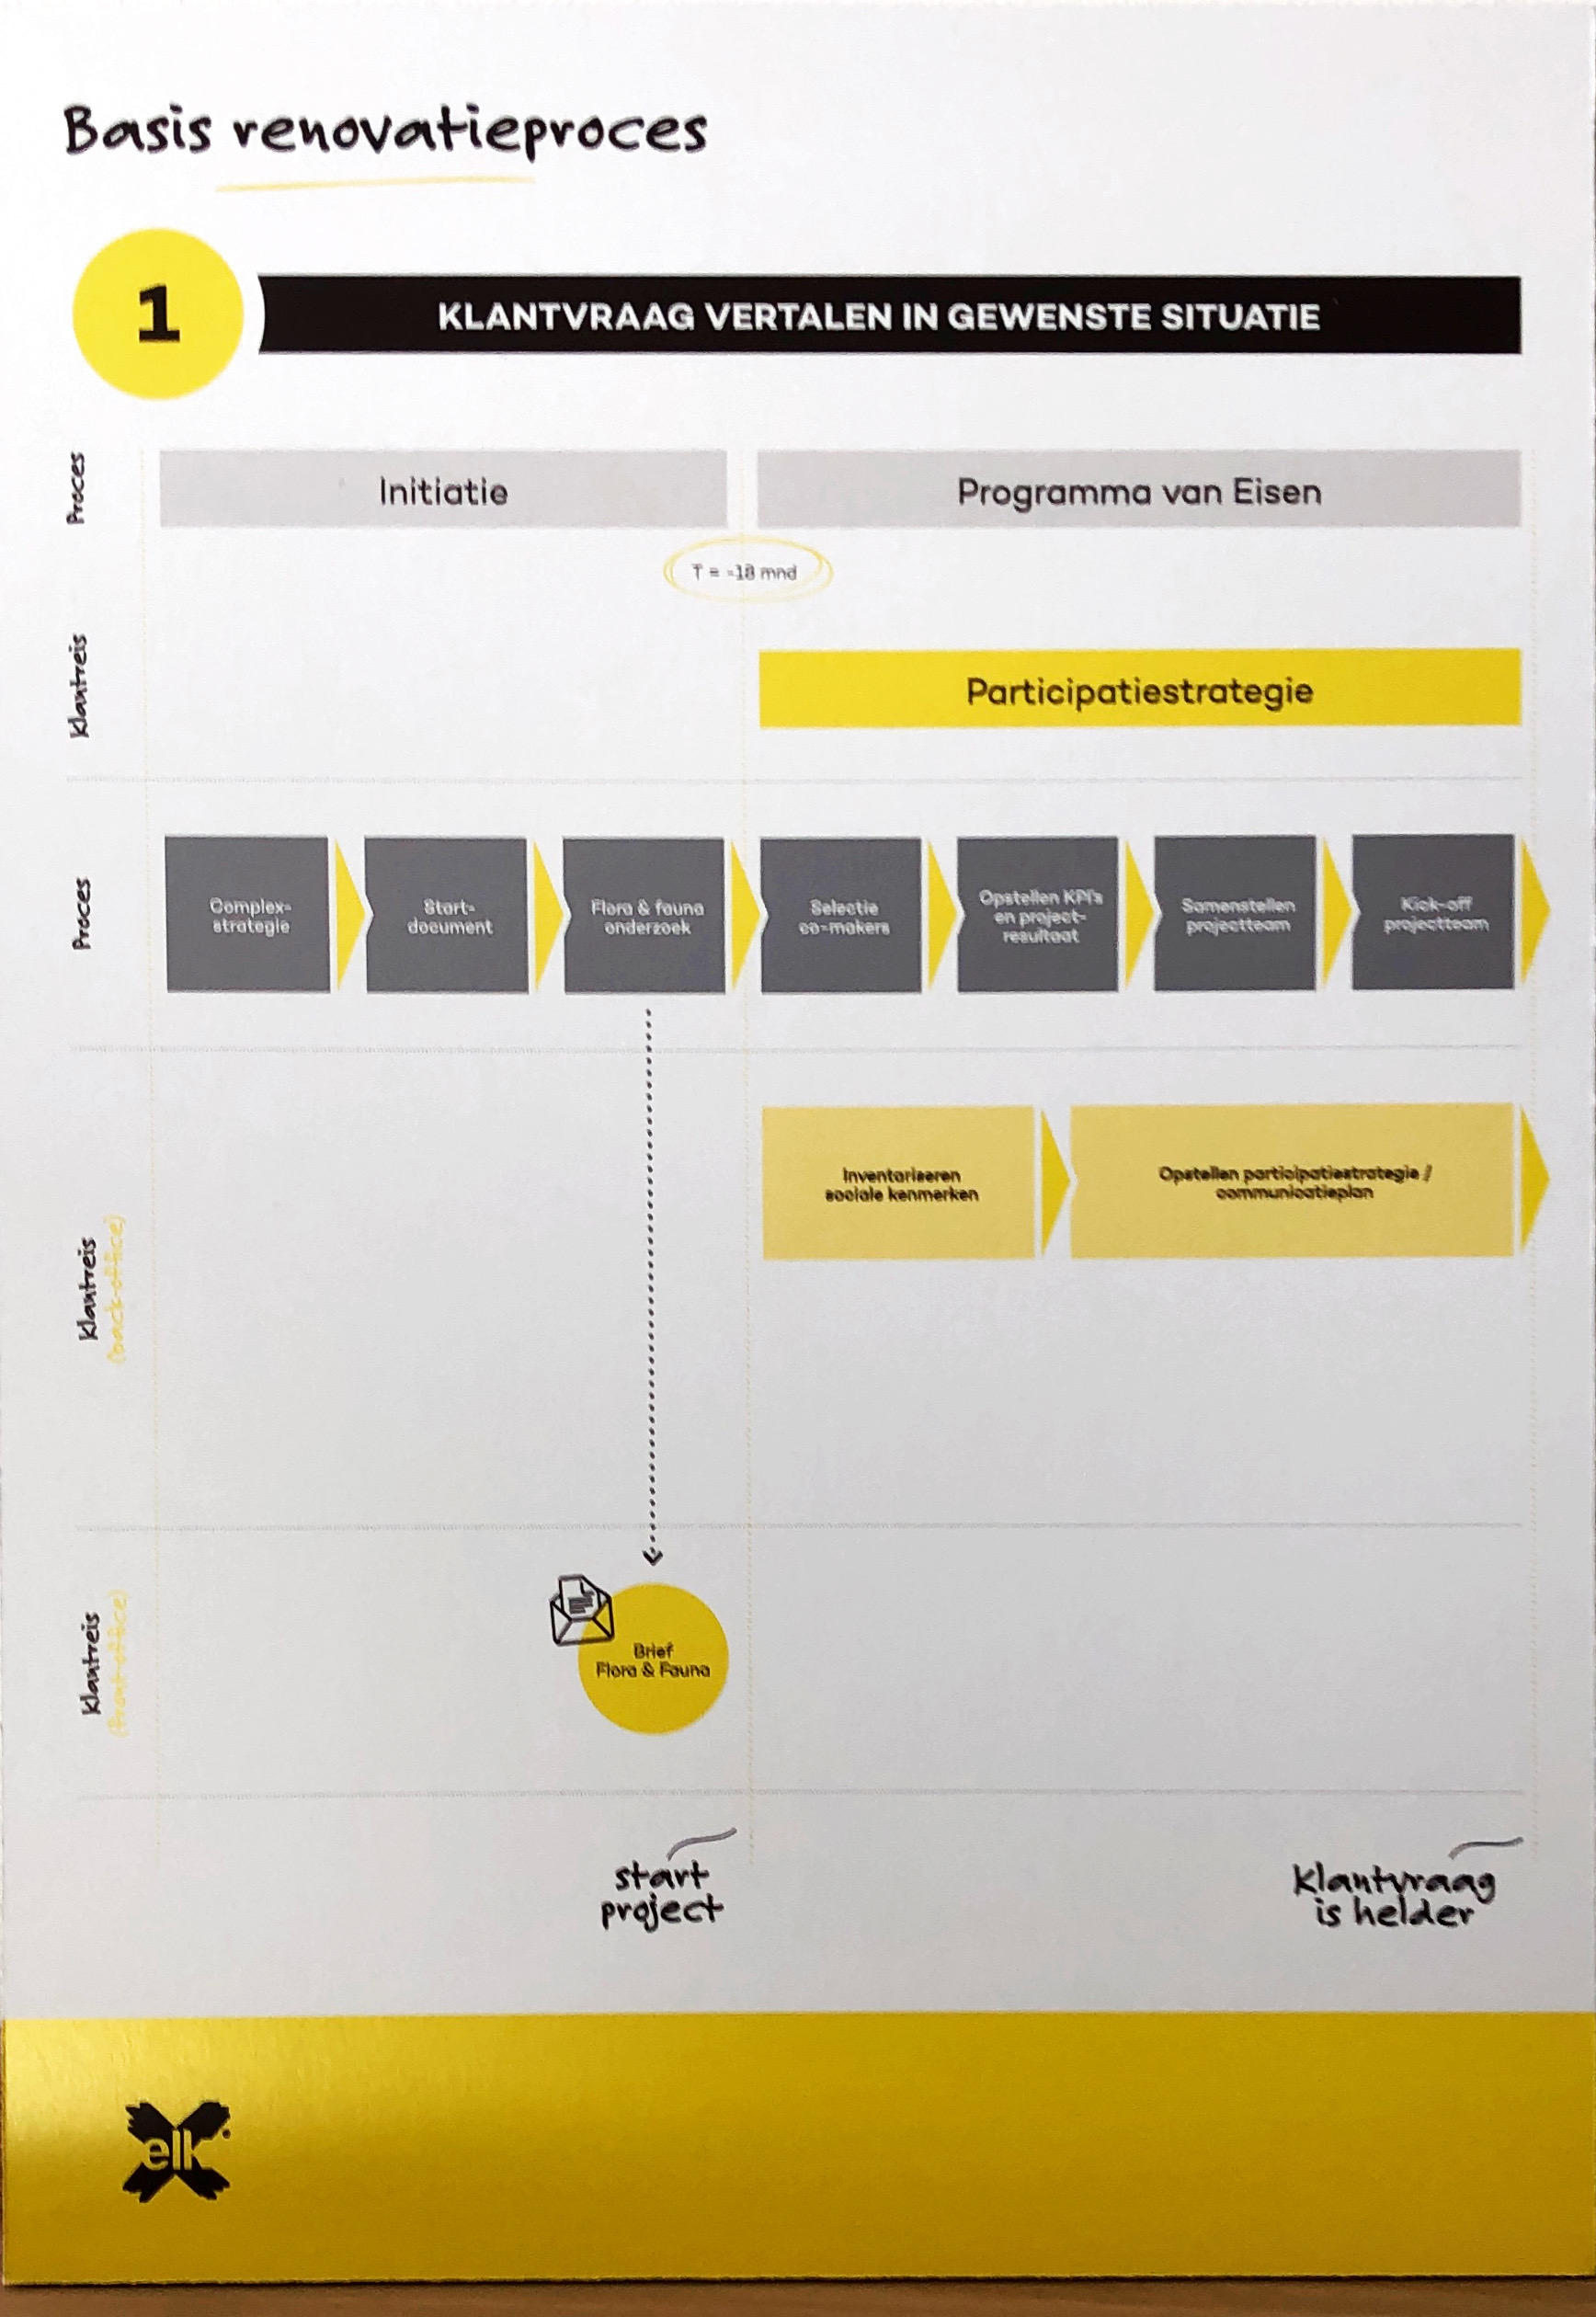 Basis renovatieproces
1
KLANTVRAAG VERTALEN IN GEWENSTE SITUATIE
Proces
Initiatie
Programma van Eisen
T = -18 mnd
Klantreis
Participatiestrategie
Proces
Complex-
strategie
Start-
document
Flora & fauna
onderzoek
Selectie
co-makers
Opstellen KPI's
en project-
resultaat
Samenstellen
projectteam
Kick-off
projectteam
Klantreis
(back-office)
Inventariseren
sociale kenmerken
Opstellen participatiestrategie /
communicatieplan
Klantreis
(front-office)
Brief
Flora & Fauna
start
project
klantvraag
is helder
elk